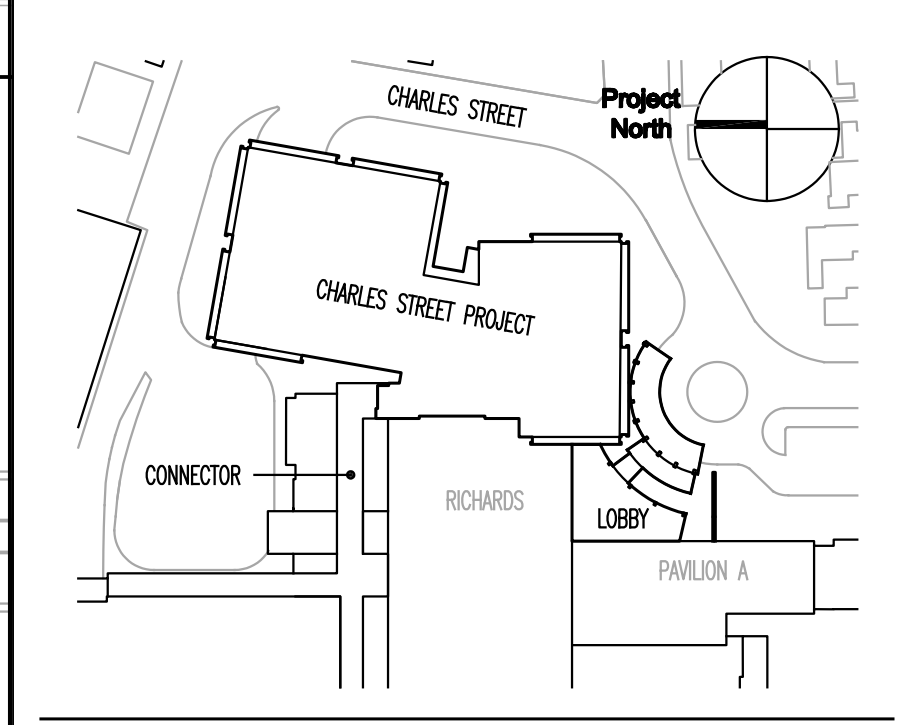 CHARLES STREET
Project
North
CHARLES STREET PROJECT
CONNECTOR
RICHARDS
LOBBY
PAVILION A